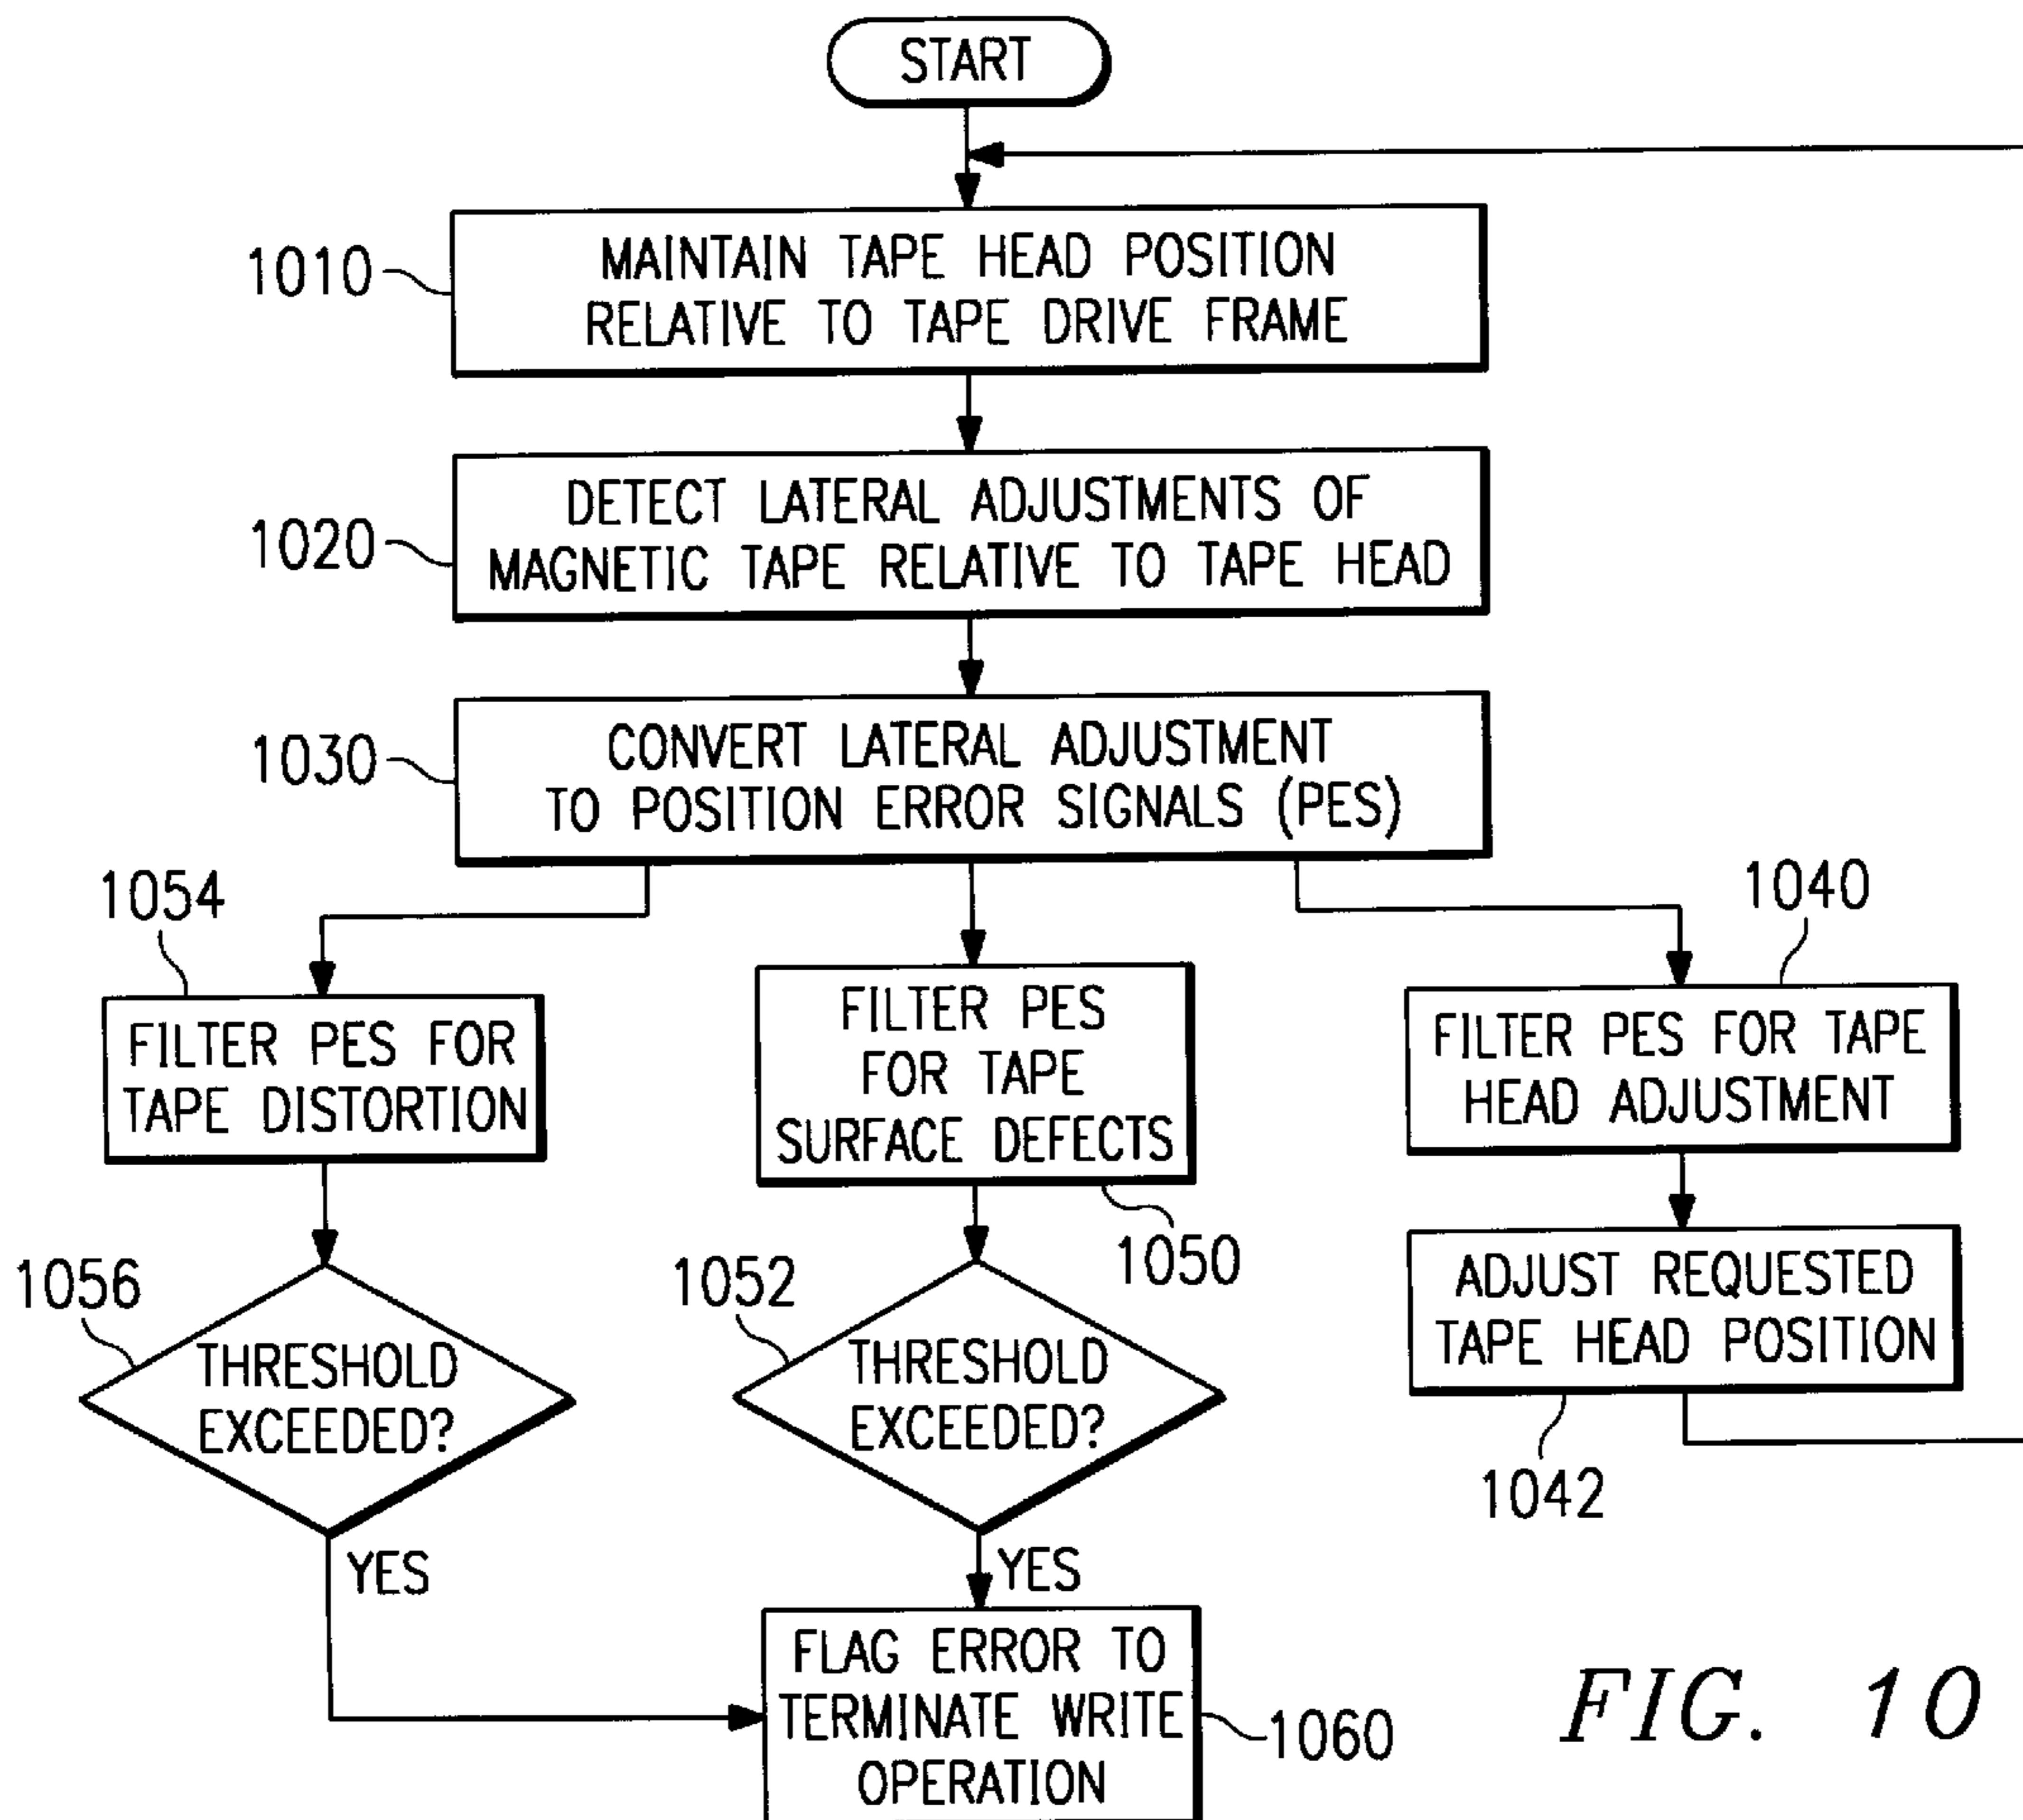 START
1010
MAINTAIN TAPE HEAD POSITION
RELATIVE TO TAPE DRIVE FRAME
1020
DETECT LATERAL ADJUSTMENTS OF
MAGNETIC TAPE RELATIVE TO TAPE HEAD
1030
CONVERT LATERAL ADJUSTMENT
TO POSITION ERROR SIGNALS (PES)
1054
FILTER PES FOR
TAPE DISTORTION
FILTER PES
FOR TAPE
SURFACE DEFECTS
1050
1040
FILTER PES FOR TAPE
HEAD ADJUSTMENT
1056
THRESHOLD
EXCEEDED?
YES
1052
THRESHOLD
EXCEEDED?
YES
ADJUST REQUESTED
TAPE HEAD POSITION
1042
FLAG ERROR TO
TERMINATE WRITE
OPERATION
1060
FIG. 10